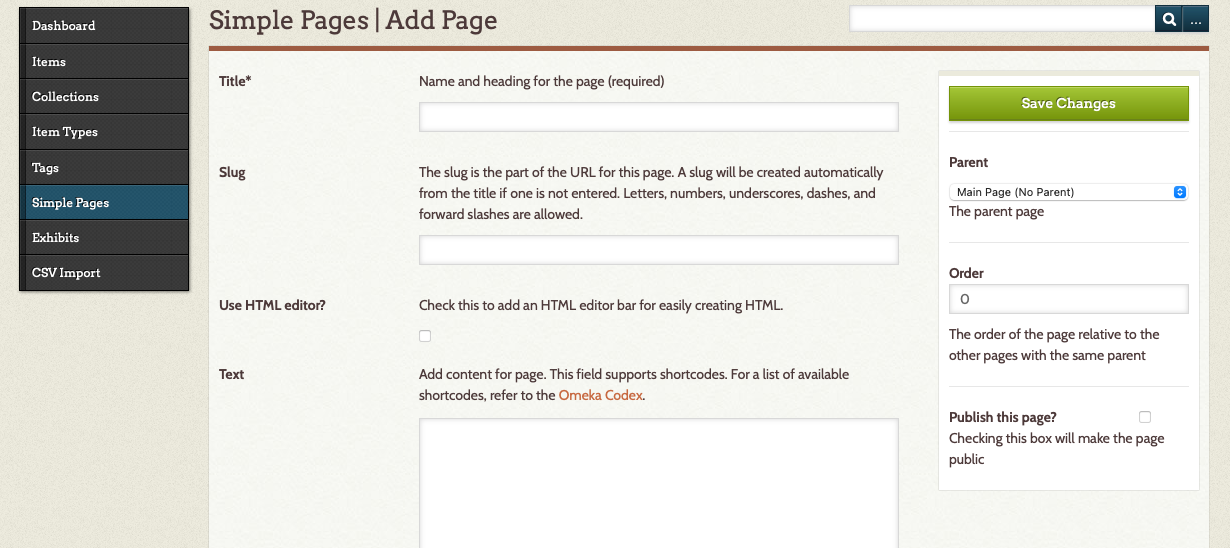 Dashboard
Items
Collections
Item Types
Tags
Simple Pages
Exhibits
CSV Import
Simple Pages | Add Page
...
Title*
Name and heading for the page (required)
Slug
The slug is the part of the URL for this page. A slug will be created automatically
from the title if one is not entered. Letters, numbers, underscores, dashes, and
forward slashes are allowed.
Use HTML editor?
Check this to add an HTML editor bar for easily creating HTML.
Text
Add content for page. This field supports shortcodes. For a list of available
shortcodes, refer to the Omeka Codex.
Save Changes
Parent
Main Page (No Parent)
The parent page
Order
0
The order of the page relative to the
other pages with the same parent
Publish this page?
Checking this box will make the page
public